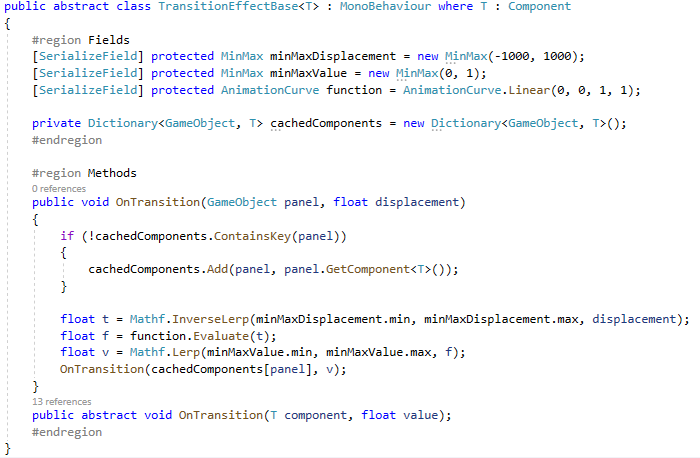 public abstract class TransitionEffectBase<T> : MonoBehaviour where T : Component
{
    #region Fields
    [SerializeField] protected MinMax minMaxDisplacement = new MinMax(-1000, 1000);
    [SerializeField] protected MinMax minMaxValue = new MinMax(0, 1);
    [SerializeField] protected AnimationCurve function = AnimationCurve.Linear(0, 0, 1, 1);

    private Dictionary<GameObject, T> cachedComponents = new Dictionary<GameObject, T>();
    #endregion

    #region Methods
    0 references
    public void OnTransition(GameObject panel, float displacement)
    {
        if (!cachedComponents.ContainsKey(panel))
        {
            cachedComponents.Add(panel, panel.GetComponent<T>());
        }

        float t = Mathf.InverseLerp(minMaxDisplacement.min, minMaxDisplacement.max, displacement);
        float f = function.Evaluate(t);
        float v = Mathf.Lerp(minMaxValue.min, minMaxValue.max, f);
        OnTransition(cachedComponents[panel], v);
    }
    13 references
    public abstract void OnTransition(T component, float value);
    #endregion
}